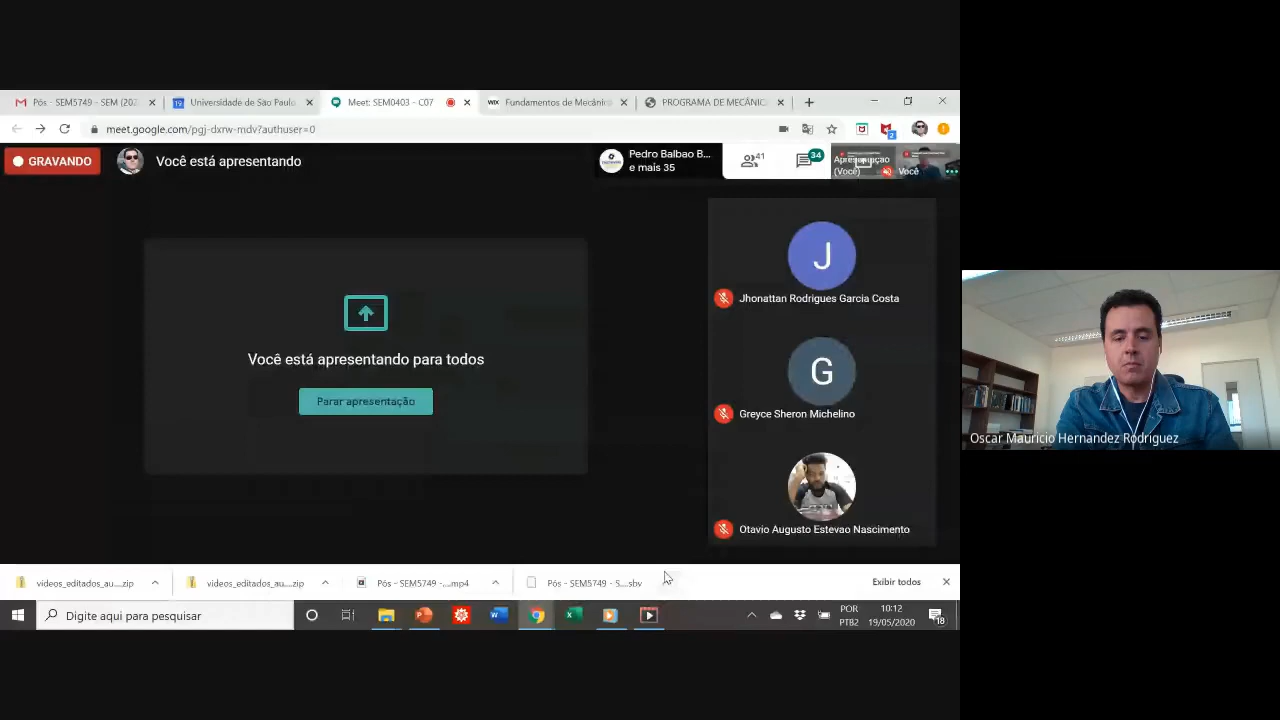 Pós - SEM5749 - SEM (202
Universidade de São Paulo
Meet: SEM0403 - C07
WIX
Fundamentos de Mecânic
PROGRAMA DE MECÂNIC
meet.google.com/pgj-dxrw-mdv?authuser=0
GRAVANDO
Você está apresentando
Pedro Balbao B...
e mais 35
41
34
Apresentação
(Você)
Você
J
Jhonattan Rodrigues Garcia Costa
Você está apresentando para todos
Parar apresentação
G
Greyce Sheron Michelino
Otavio Augusto Estevao Nascimento
Oscar Mauricio Hernandez Rodriguez
videos_editados_au....zip
videos_editados_au....zip
Pós - SEM5749 -....mp4
Pós - SEM5749 - S....sbv
Exibir todos
Digite aqui para pesquisar
POR
PTB2
10:12
19/05/2020
18